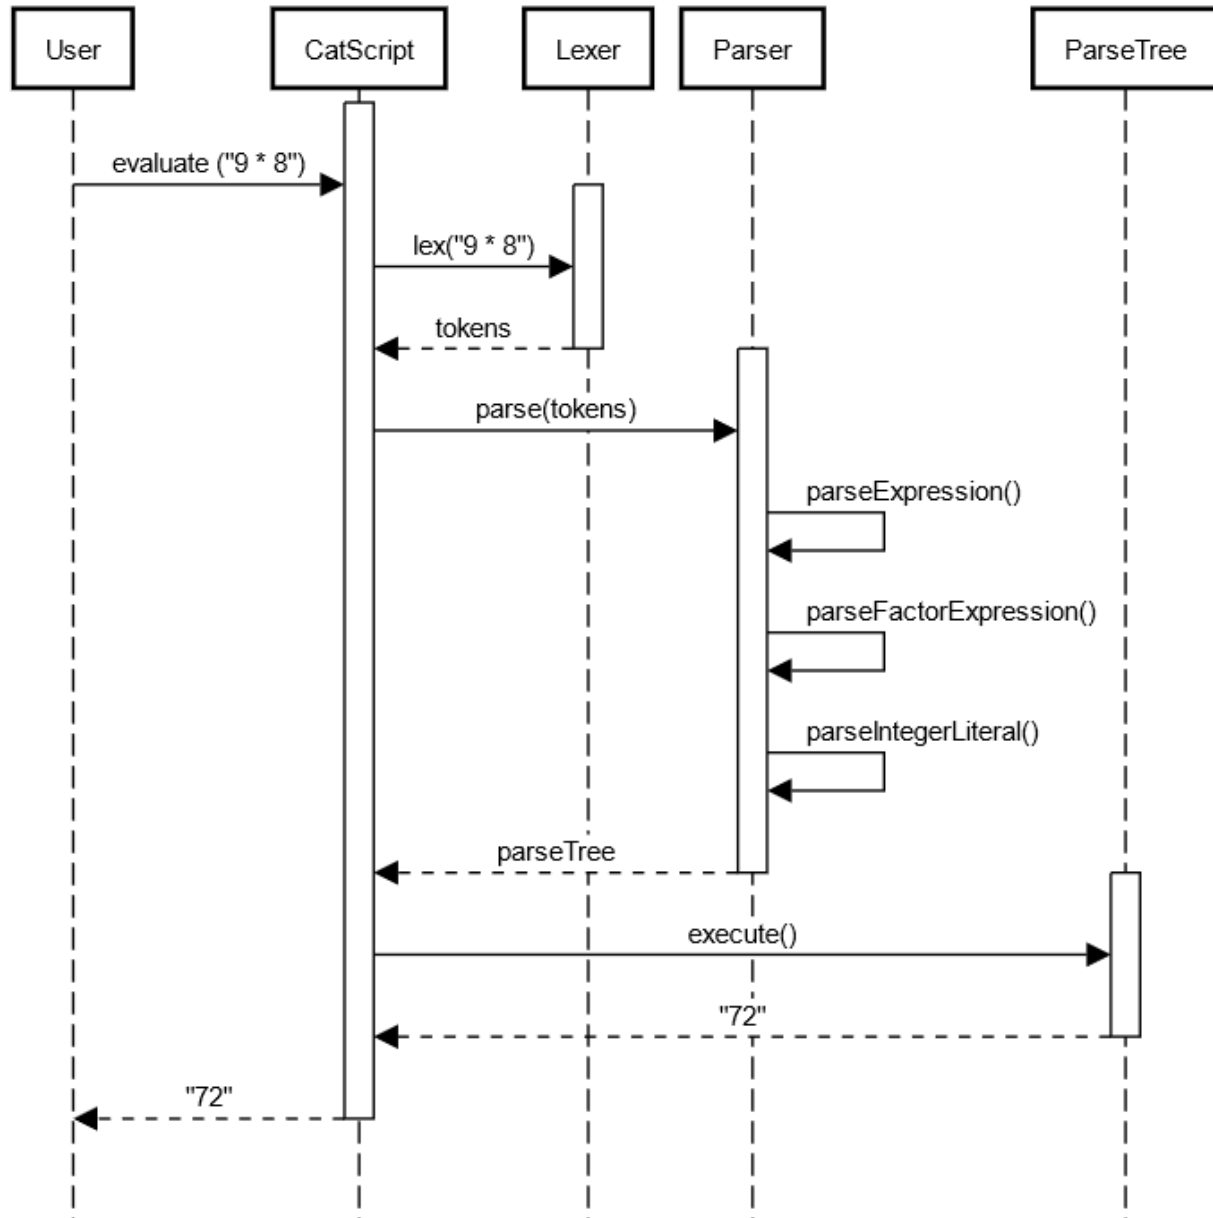 User
CatScript
Lexer
Parser
ParseTree
evaluate ("9 * 8")
lex("9 * 8")
tokens
parse(tokens)
parseExpression()
parseFactorExpression()
parseIntegerLiteral()
parseTree
execute()
"72"
"72"